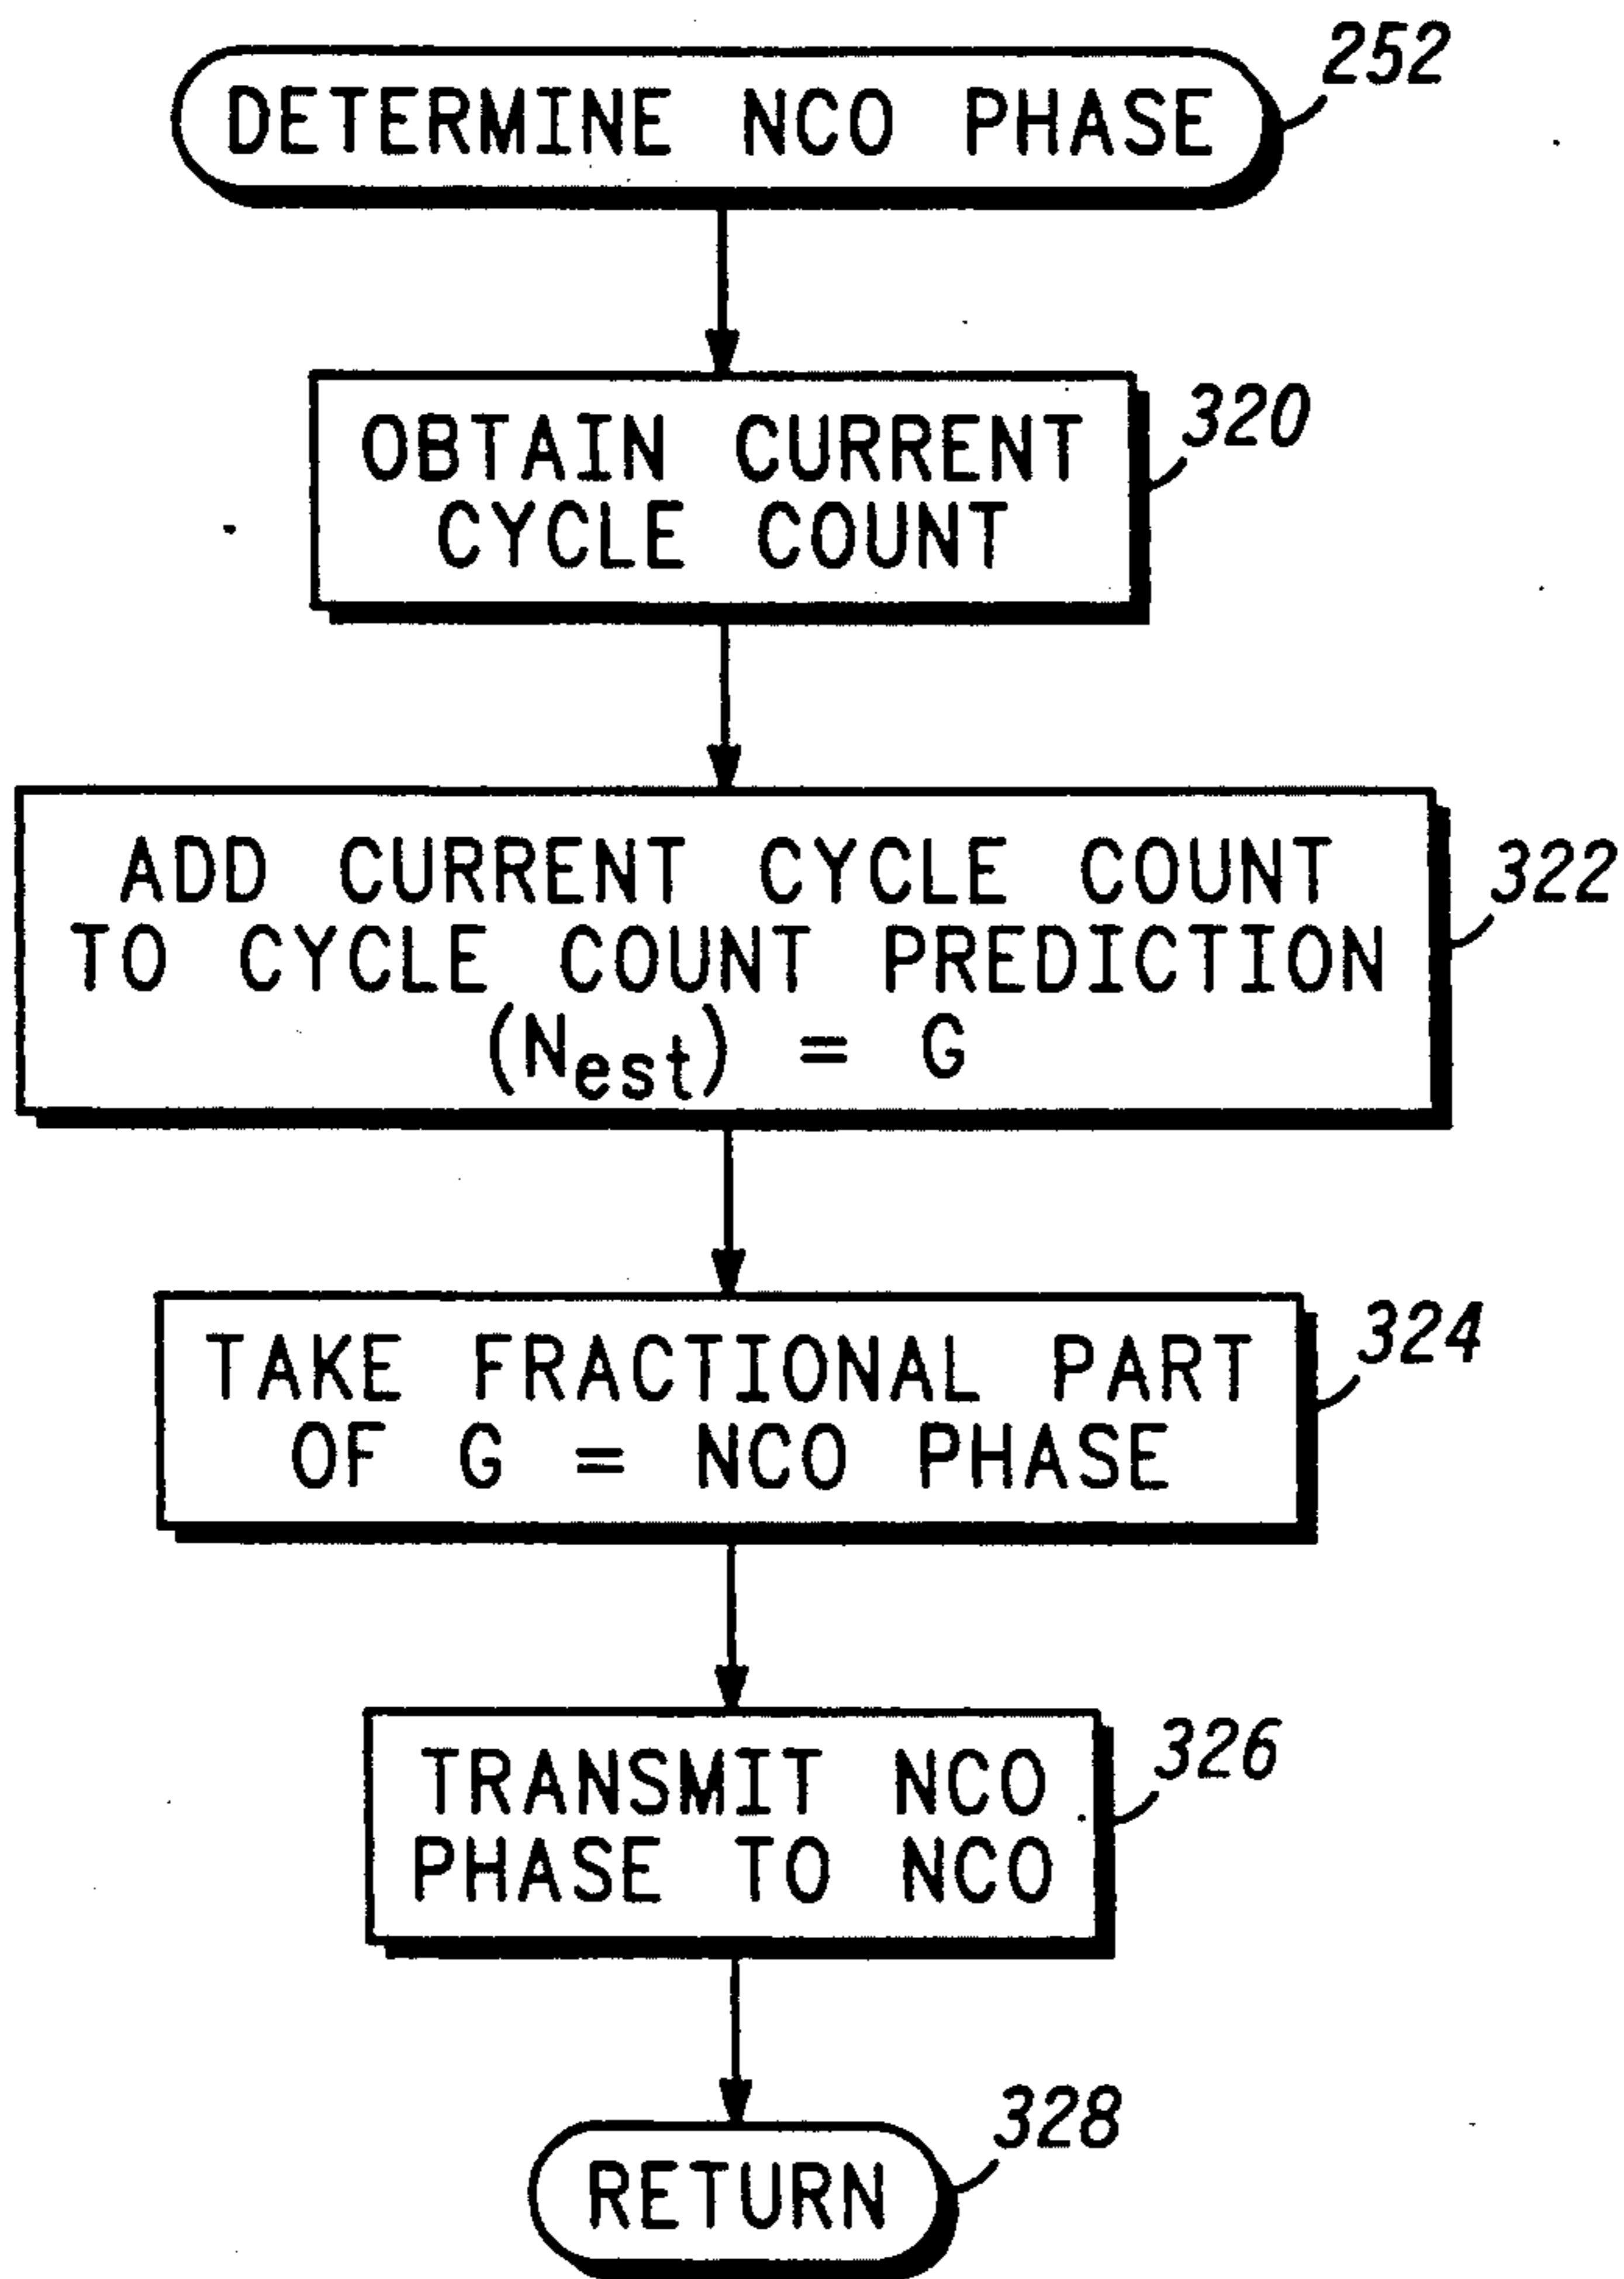 252
DETERMINE NCO PHASE
320
OBTAIN CURRENT
CYCLE COUNT
322
ADD CURRENT CYCLE COUNT
TO CYCLE COUNT PREDICTION
(Nest) = G
324
TAKE FRACTIONAL PART
OF G = NCO PHASE
326
TRANSMIT NCO
PHASE TO NCO
328
RETURN